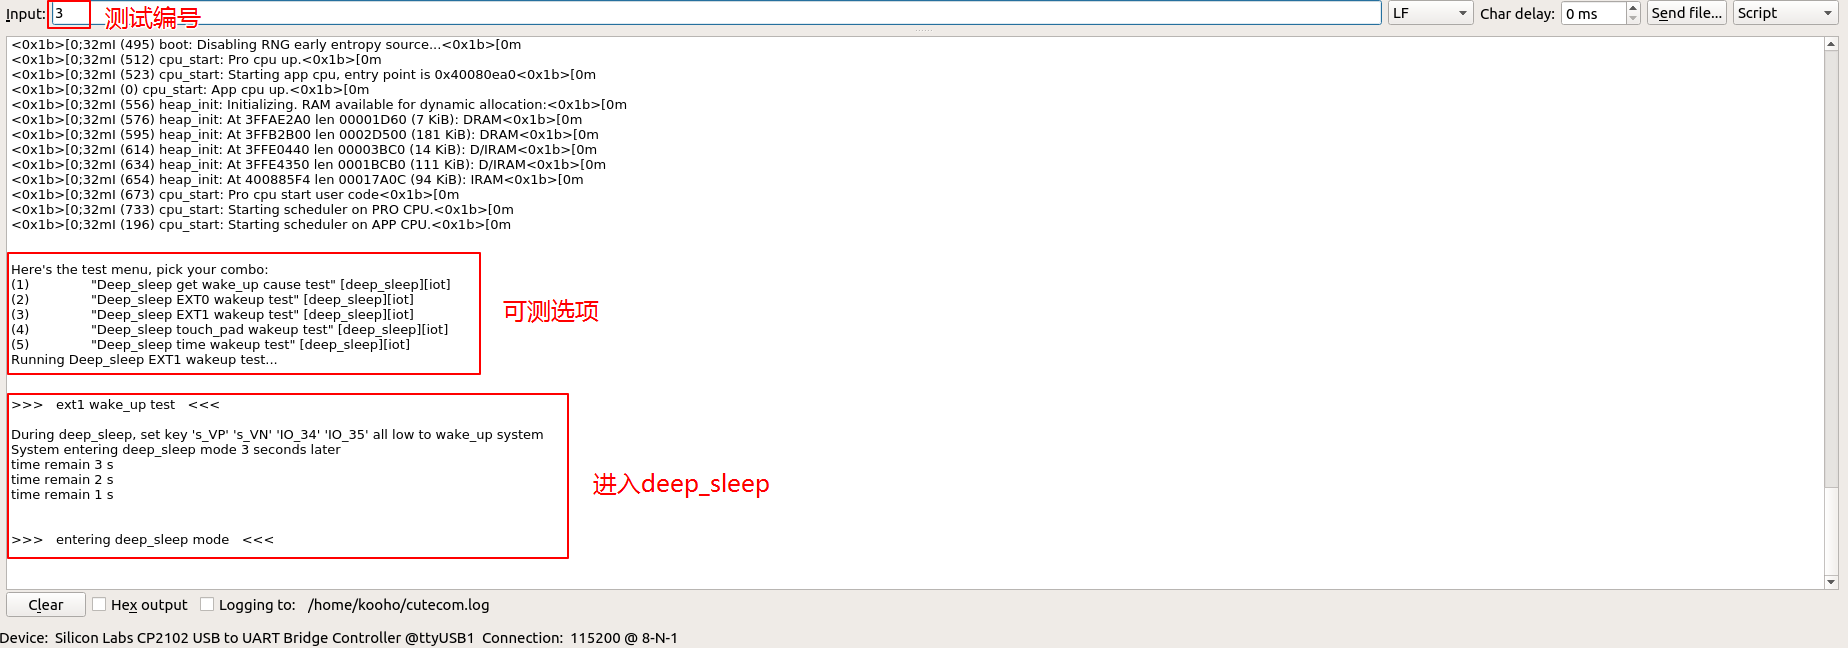 Input: 3 测试编号 LF Char delay: 0 ms Send file... Script
<0x1b>[0;32mI (495) boot: Disabling RNG early entropy source...<0x1b>[0m
<0x1b>[0;32mI (512) cpu_start: Pro cpu up.<0x1b>[0m
<0x1b>[0;32mI (523) cpu_start: Starting app cpu, entry point is 0x40080ea0<0x1b>[0m
<0x1b>[0;32mI (0) cpu_start: App cpu up.<0x1b>[0m
<0x1b>[0;32mI (556) heap_init: Initializing. RAM available for dynamic allocation:<0x1b>[0m
<0x1b>[0;32mI (576) heap_init: At 3FFAE2A0 len 00001D60 (7 KiB): DRAM<0x1b>[0m
<0x1b>[0;32mI (595) heap_init: At 3FFB2B00 len 0002D500 (181 KiB): DRAM<0x1b>[0m
<0x1b>[0;32mI (614) heap_init: At 3FFE0440 len 00003BC0 (14 KiB): D/IRAM<0x1b>[0m
<0x1b>[0;32mI (634) heap_init: At 3FFE4350 len 0001BCB0 (111 KiB): D/IRAM<0x1b>[0m
<0x1b>[0;32mI (654) heap_init: At 400885F4 len 00017A0C (94 KiB): IRAM<0x1b>[0m
<0x1b>[0;32mI (673) cpu_start: Pro cpu start user code<0x1b>[0m
<0x1b>[0;32mI (733) cpu_start: Starting scheduler on PRO CPU.<0x1b>[0m
<0x1b>[0;32mI (196) cpu_start: Starting scheduler on APP CPU.<0x1b>[0m
Here's the test menu, pick your combo:
(1) "Deep_sleep get wake_up cause test" [deep_sleep][iot]
(2) "Deep_sleep EXT0 wakeup test" [deep_sleep][iot]
(3) "Deep_sleep EXT1 wakeup test" [deep_sleep][iot]
(4) "Deep_sleep touch_pad wakeup test" [deep_sleep][iot]
(5) "Deep_sleep time wakeup test" [deep_sleep][iot]
Running Deep_sleep EXT1 wakeup test...
可测选项
>>> ext1 wake_up test <<<
During deep_sleep, set key 's_VP' 's_VN' 'IO_34' 'IO_35' all low to wake_up system
System entering deep_sleep mode 3 seconds later
time remain 3 s
time remain 2 s
time remain 1 s
>>> entering deep_sleep mode <<<
进入deep_sleep
Clear Hex output Logging to: /home/kooho/cutecom.log
Device: Silicon Labs CP2102 USB to UART Bridge Controller @ttyUSB1 Connection: 115200 @ 8-N-1